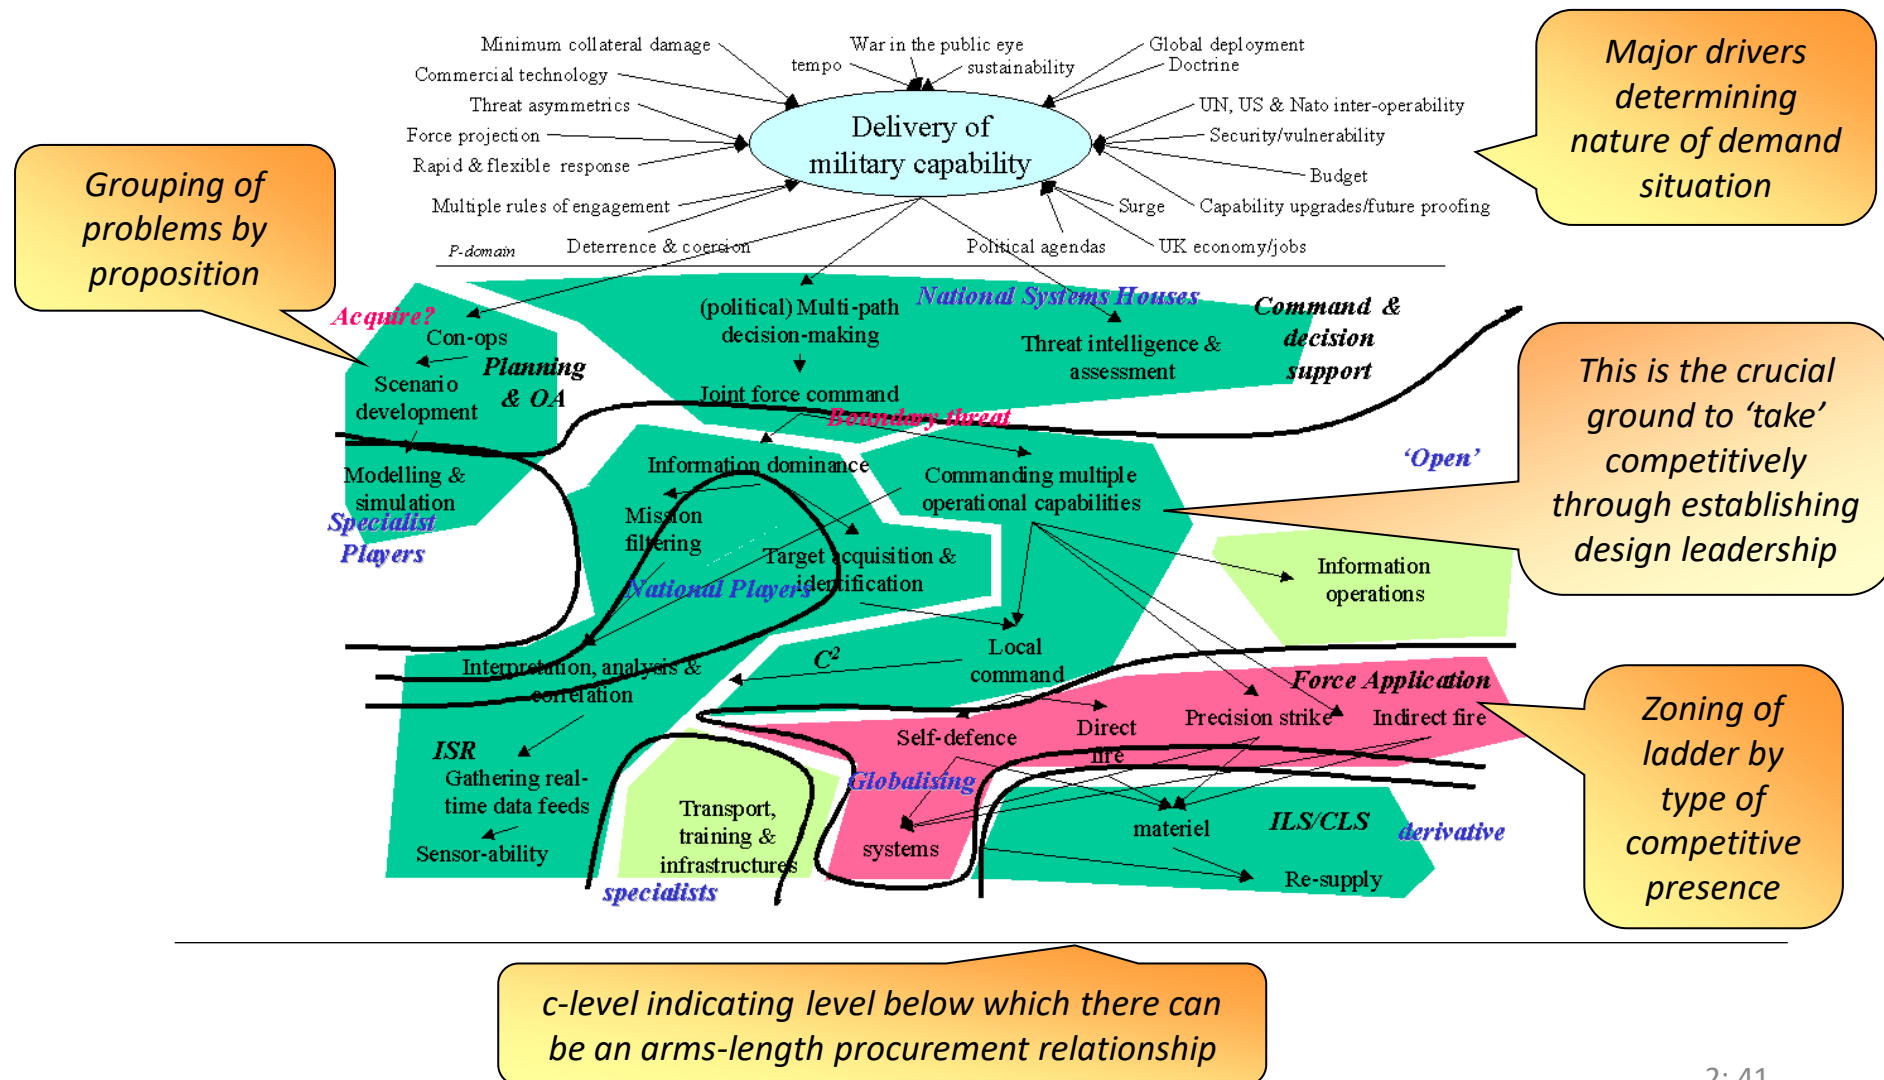 Minimum collateral damage
War in the public eye
Global deployment
Commercial technology
tempo
sustainability
Doctrine
Threat asymmetrics
UN, US & Nato inter-operability
Force projection
Delivery of
military capability
Security/vulnerability
Rapid & flexible response
Budget
Multiple rules of engagement
Surge
Capability upgrades/future proofing
P-domain
Deterrence & coercion
Political agendas
UK economy/jobs
Major drivers
determining
nature of demand
situation
Grouping of
problems by
proposition
Acquire?
Con-ops
Planning
& OA
Scenario
development
Modelling &
simulation
Specialist
Players
(political) Multi-path
decision-making
National Systems Houses
Threat intelligence &
assessment
Command &
decision
support
Joint force command
Boundary threat
Information dominance
Commanding multiple
operational capabilities
'Open'
This is the crucial
ground to ‘take’
competitively
through establishing
design leadership
Mission
filtering
Target acquisition &
identification
National Players
Information
operations
Interpretation, analysis &
correlation
C²
Local
command
Force Application
Self-defence
Direct
fire
Precision strike
Indirect fire
Zoning of
ladder by
type of
competitive
presence
ISR
Gathering real-
time data feeds
Sensor-ability
Transport,
training &
infrastructures
specialists
Globalising
systems
materiel
ILS/CLS
derivative
Re-supply
c-level indicating level below which there can
be an arms-length procurement relationship
2: 41